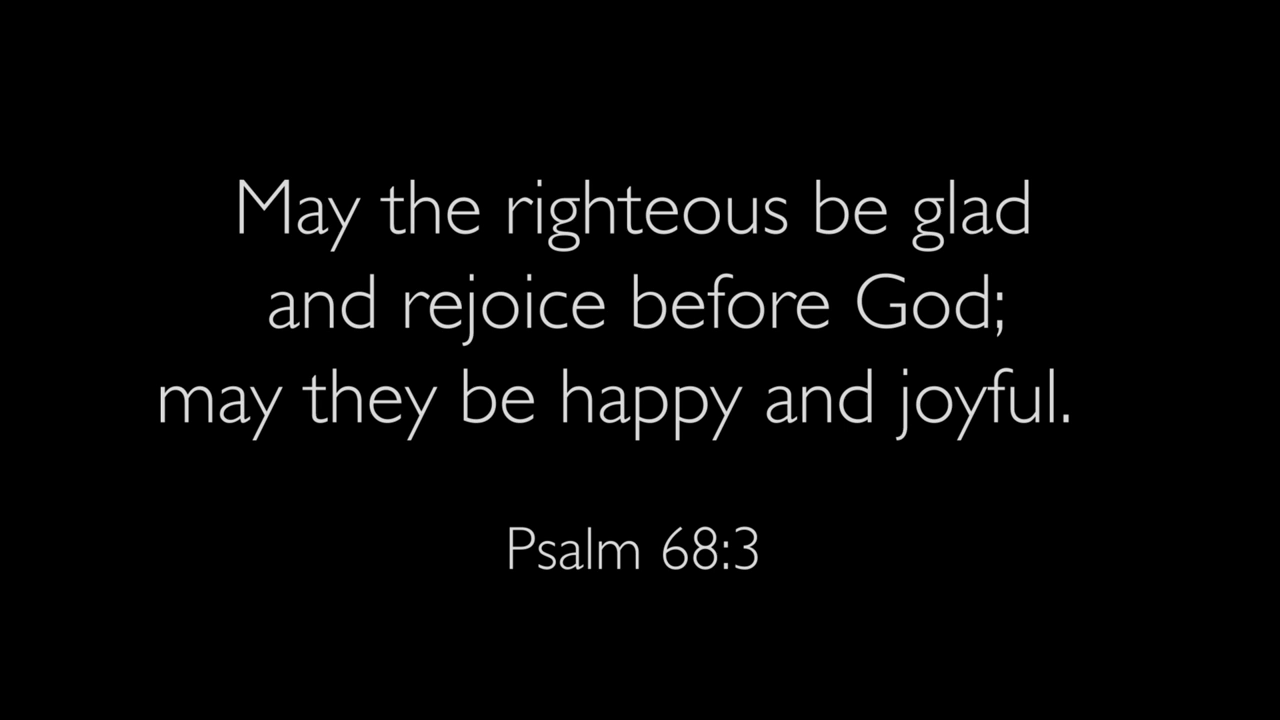 May the righteous be glad
and rejoice before God;
may they be happy and joyful.
Psalm 68:3